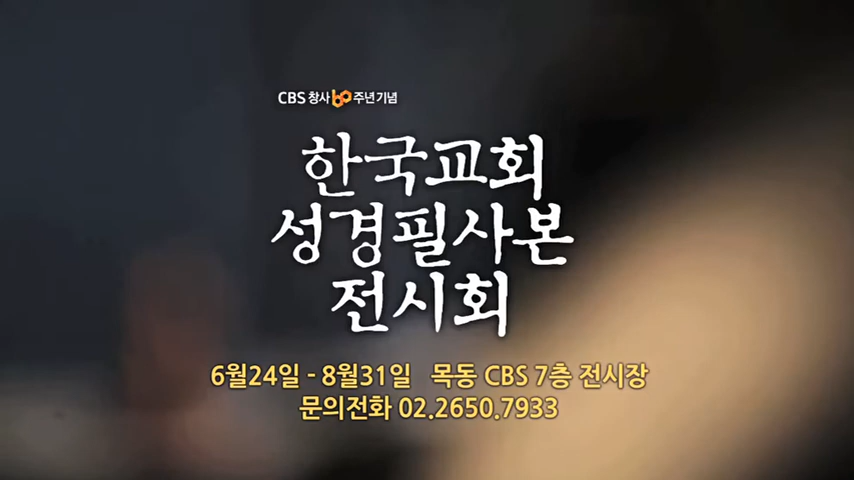 CBS 창사 60 주년 기념
한국교회
성경필사본
전시회
6월24일 - 8월31일 목동 CBS 7층 전시장
문의전화 02.2650.7933